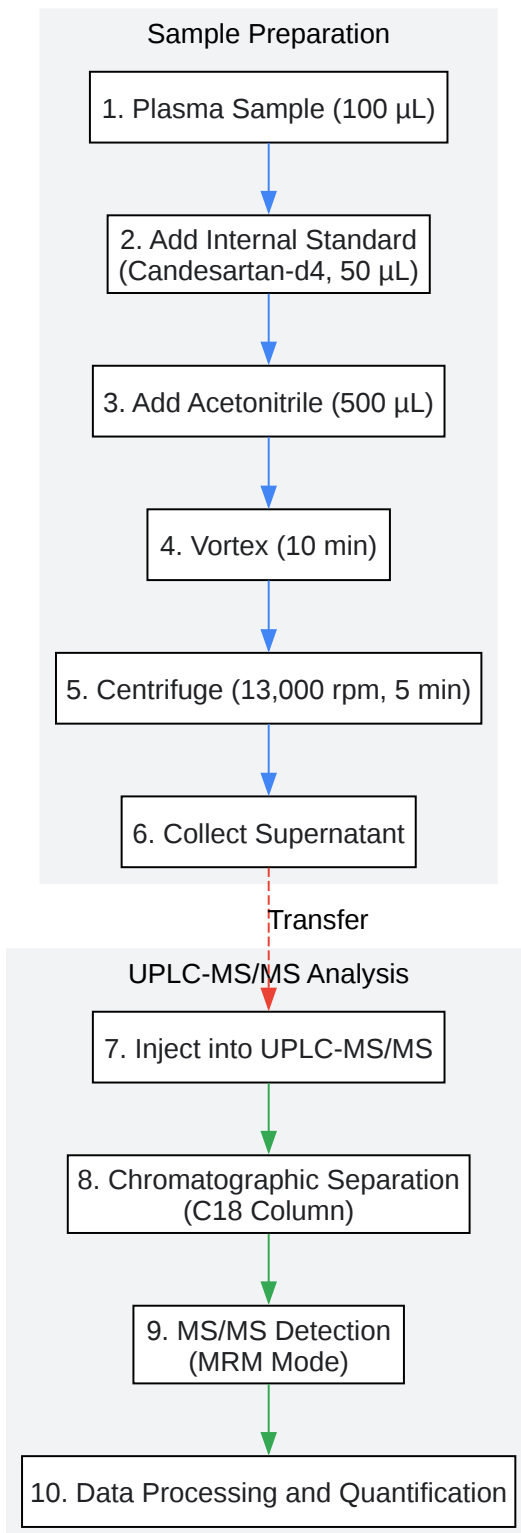 Sample Preparation
1. Plasma Sample (100 µL)
2. Add Internal Standard
(Candesartan-d4, 50 µL)
3. Add Acetonitrile (500 µL)
4. Vortex (10 min)
5. Centrifuge (13,000 rpm, 5 min)
6. Collect Supernatant
Transfer
UPLC-MS/MS Analysis
7. Inject into UPLC-MS/MS
8. Chromatographic Separation
(C18 Column)
9. MS/MS Detection
(MRM Mode)
10. Data Processing and Quantification